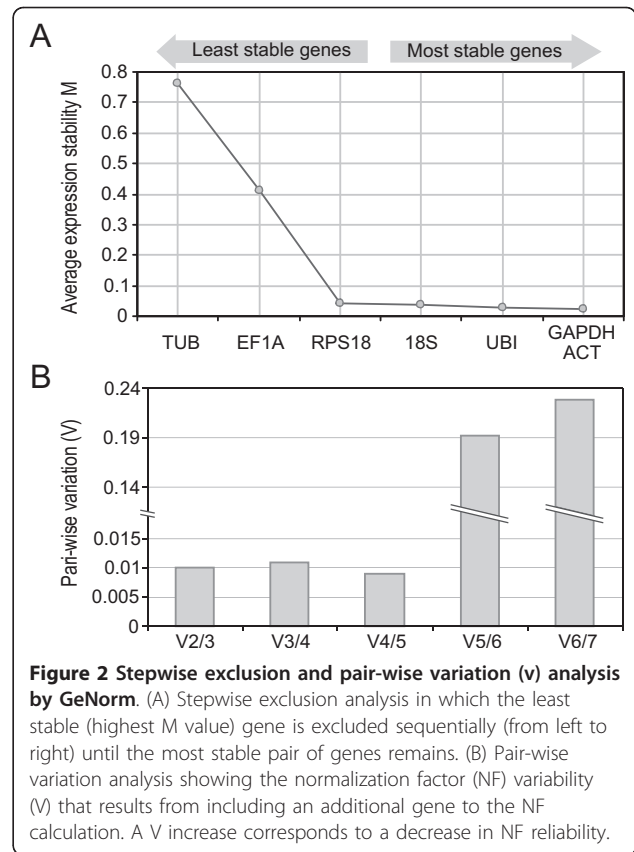 A
Least stable genes
Most stable genes
Average expression stability M
0.8
0.7
0.6
0.5
0.4
0.3
0.2
0.1
0
TUB
EF1A
RPS18
18S
UBI
GAPDH
ACT
B
Pari-wise variation (V)
0.24
0.19
0.14
0.015
0.01
0.005
0
V2/3
V3/4
V4/5
V5/6
V6/7
Figure 2 Stepwise exclusion and pair-wise variation (v) analysis
by GeNorm. (A) Stepwise exclusion analysis in which the least
stable (highest M value) gene is excluded sequentially (from left to
right) until the most stable pair of genes remains. (B) Pair-wise
variation analysis showing the normalization factor (NF) variability
(V) that results from including an additional gene to the NF
calculation. A V increase corresponds to a decrease in NF reliability.